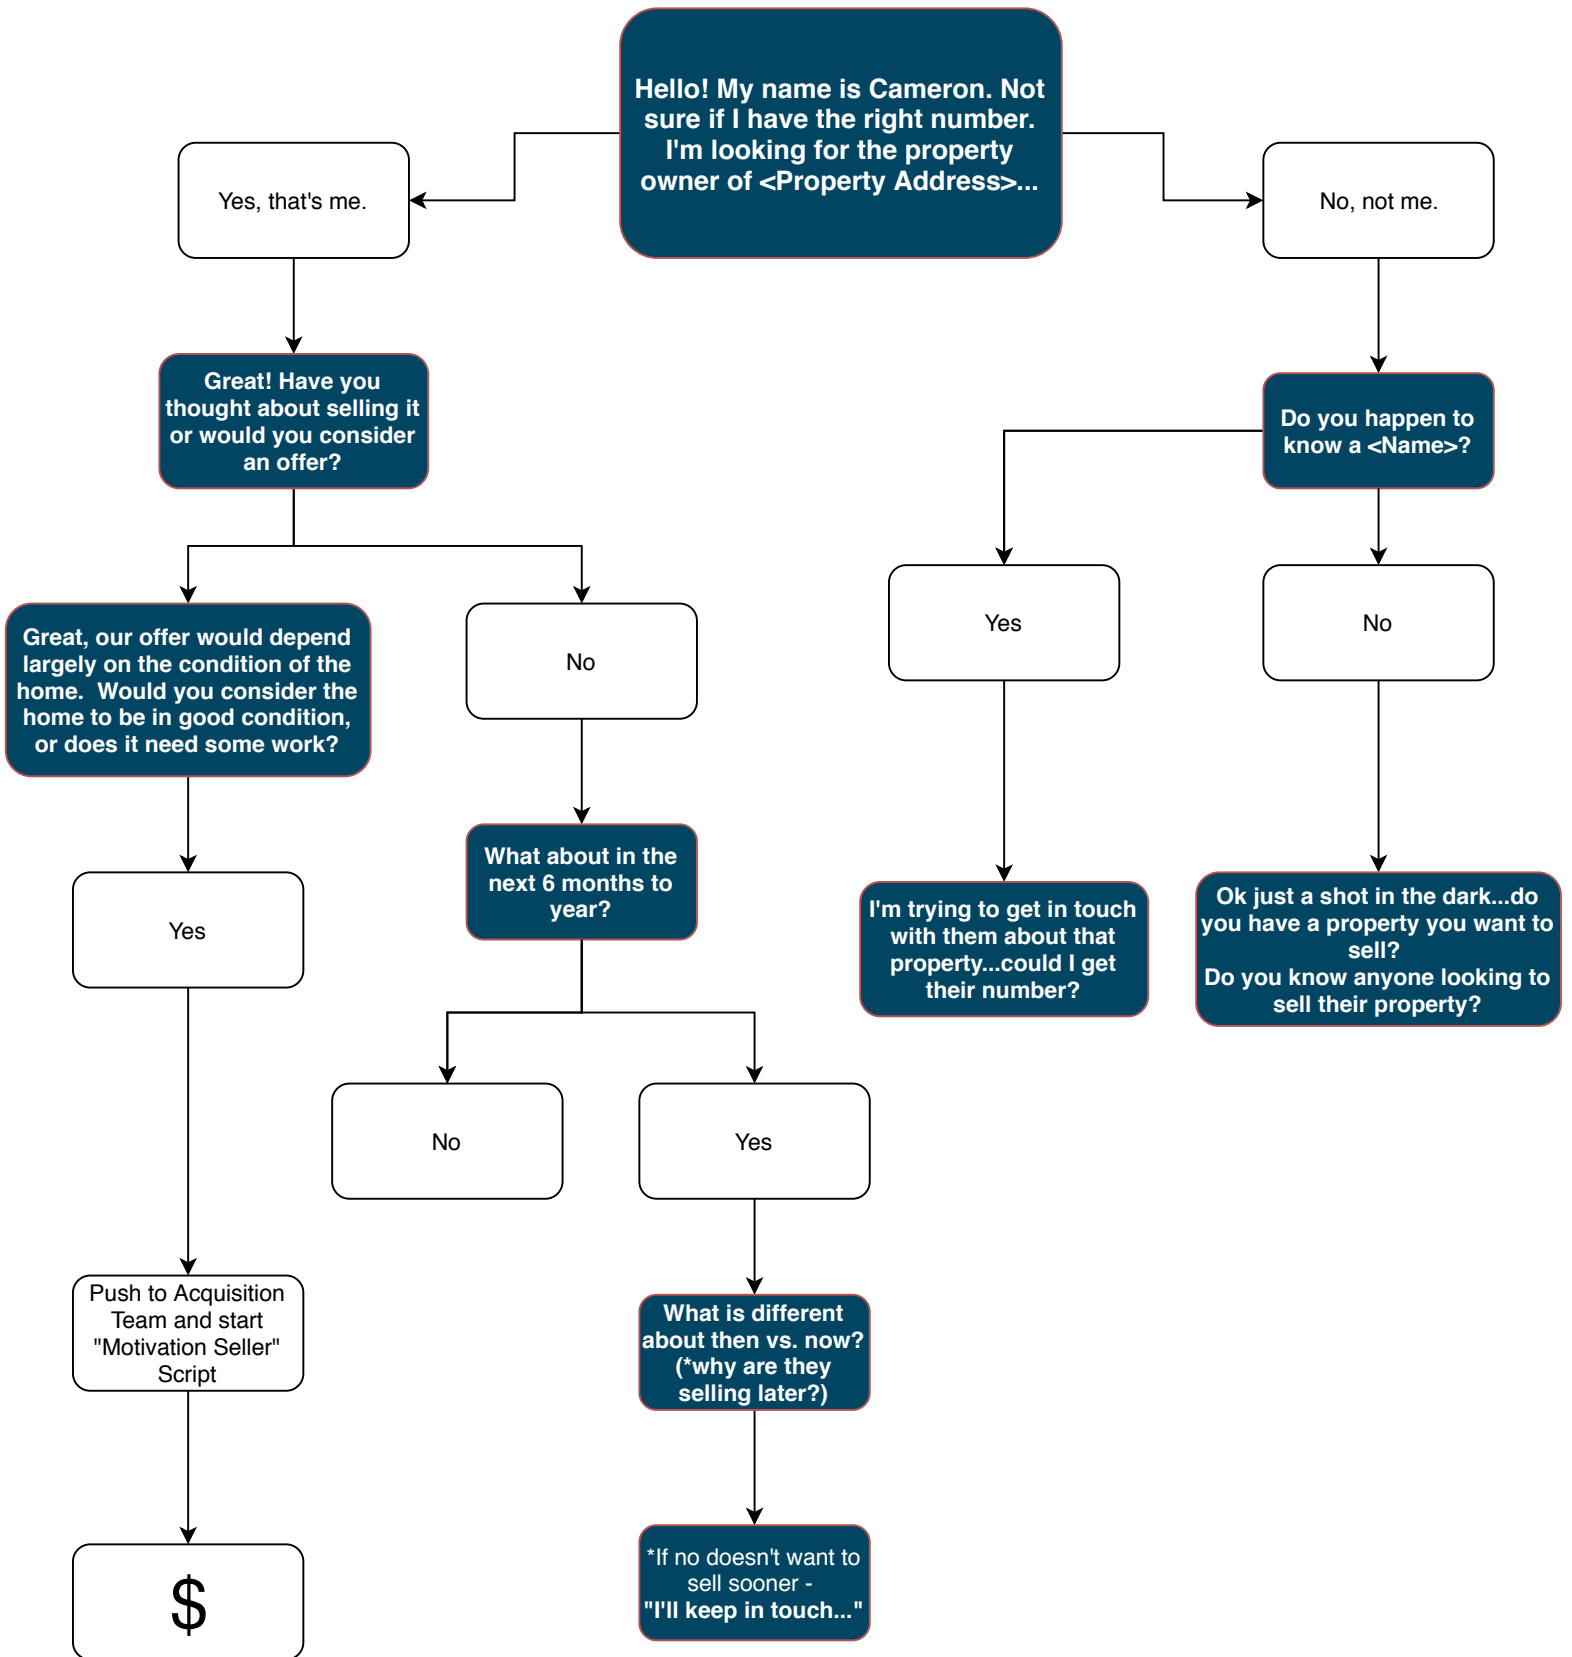 Hello! My name is Cameron. Not
sure if I have the right number.
I'm looking for the property
owner of <Property Address>...
Yes, that's me.
No, not me.
Great! Have you
thought about selling it
or would you consider
an offer?
Do you happen to
know a <Name>?
Great, our offer would depend
largely on the condition of the
home.  Would you consider the
home to be in good condition,
or does it need some work?
No
Yes
No
What about in the
next 6 months to
year?
Yes
I'm trying to get in touch
with them about that
property...could I get
their number?
Ok just a shot in the dark...do
you have a property you want to
sell?
Do you know anyone looking to
sell their property?
No
Yes
Push to Acquisition
Team and start
"Motivation Seller"
Script
What is different
about then vs. now?
(*why are they
selling later?)
$
*If no doesn't want to
sell sooner -
"I'll keep in touch..."